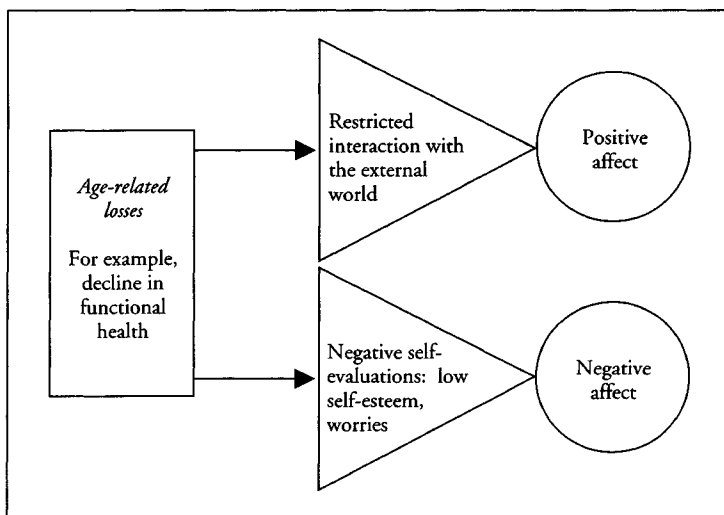 Age-related
losses
For example,
decline in
functional
health
Restricted
interaction with
the external
world
Positive
affect
Negative self-
evaluations: low
self-esteem,
worries
Negative
affect